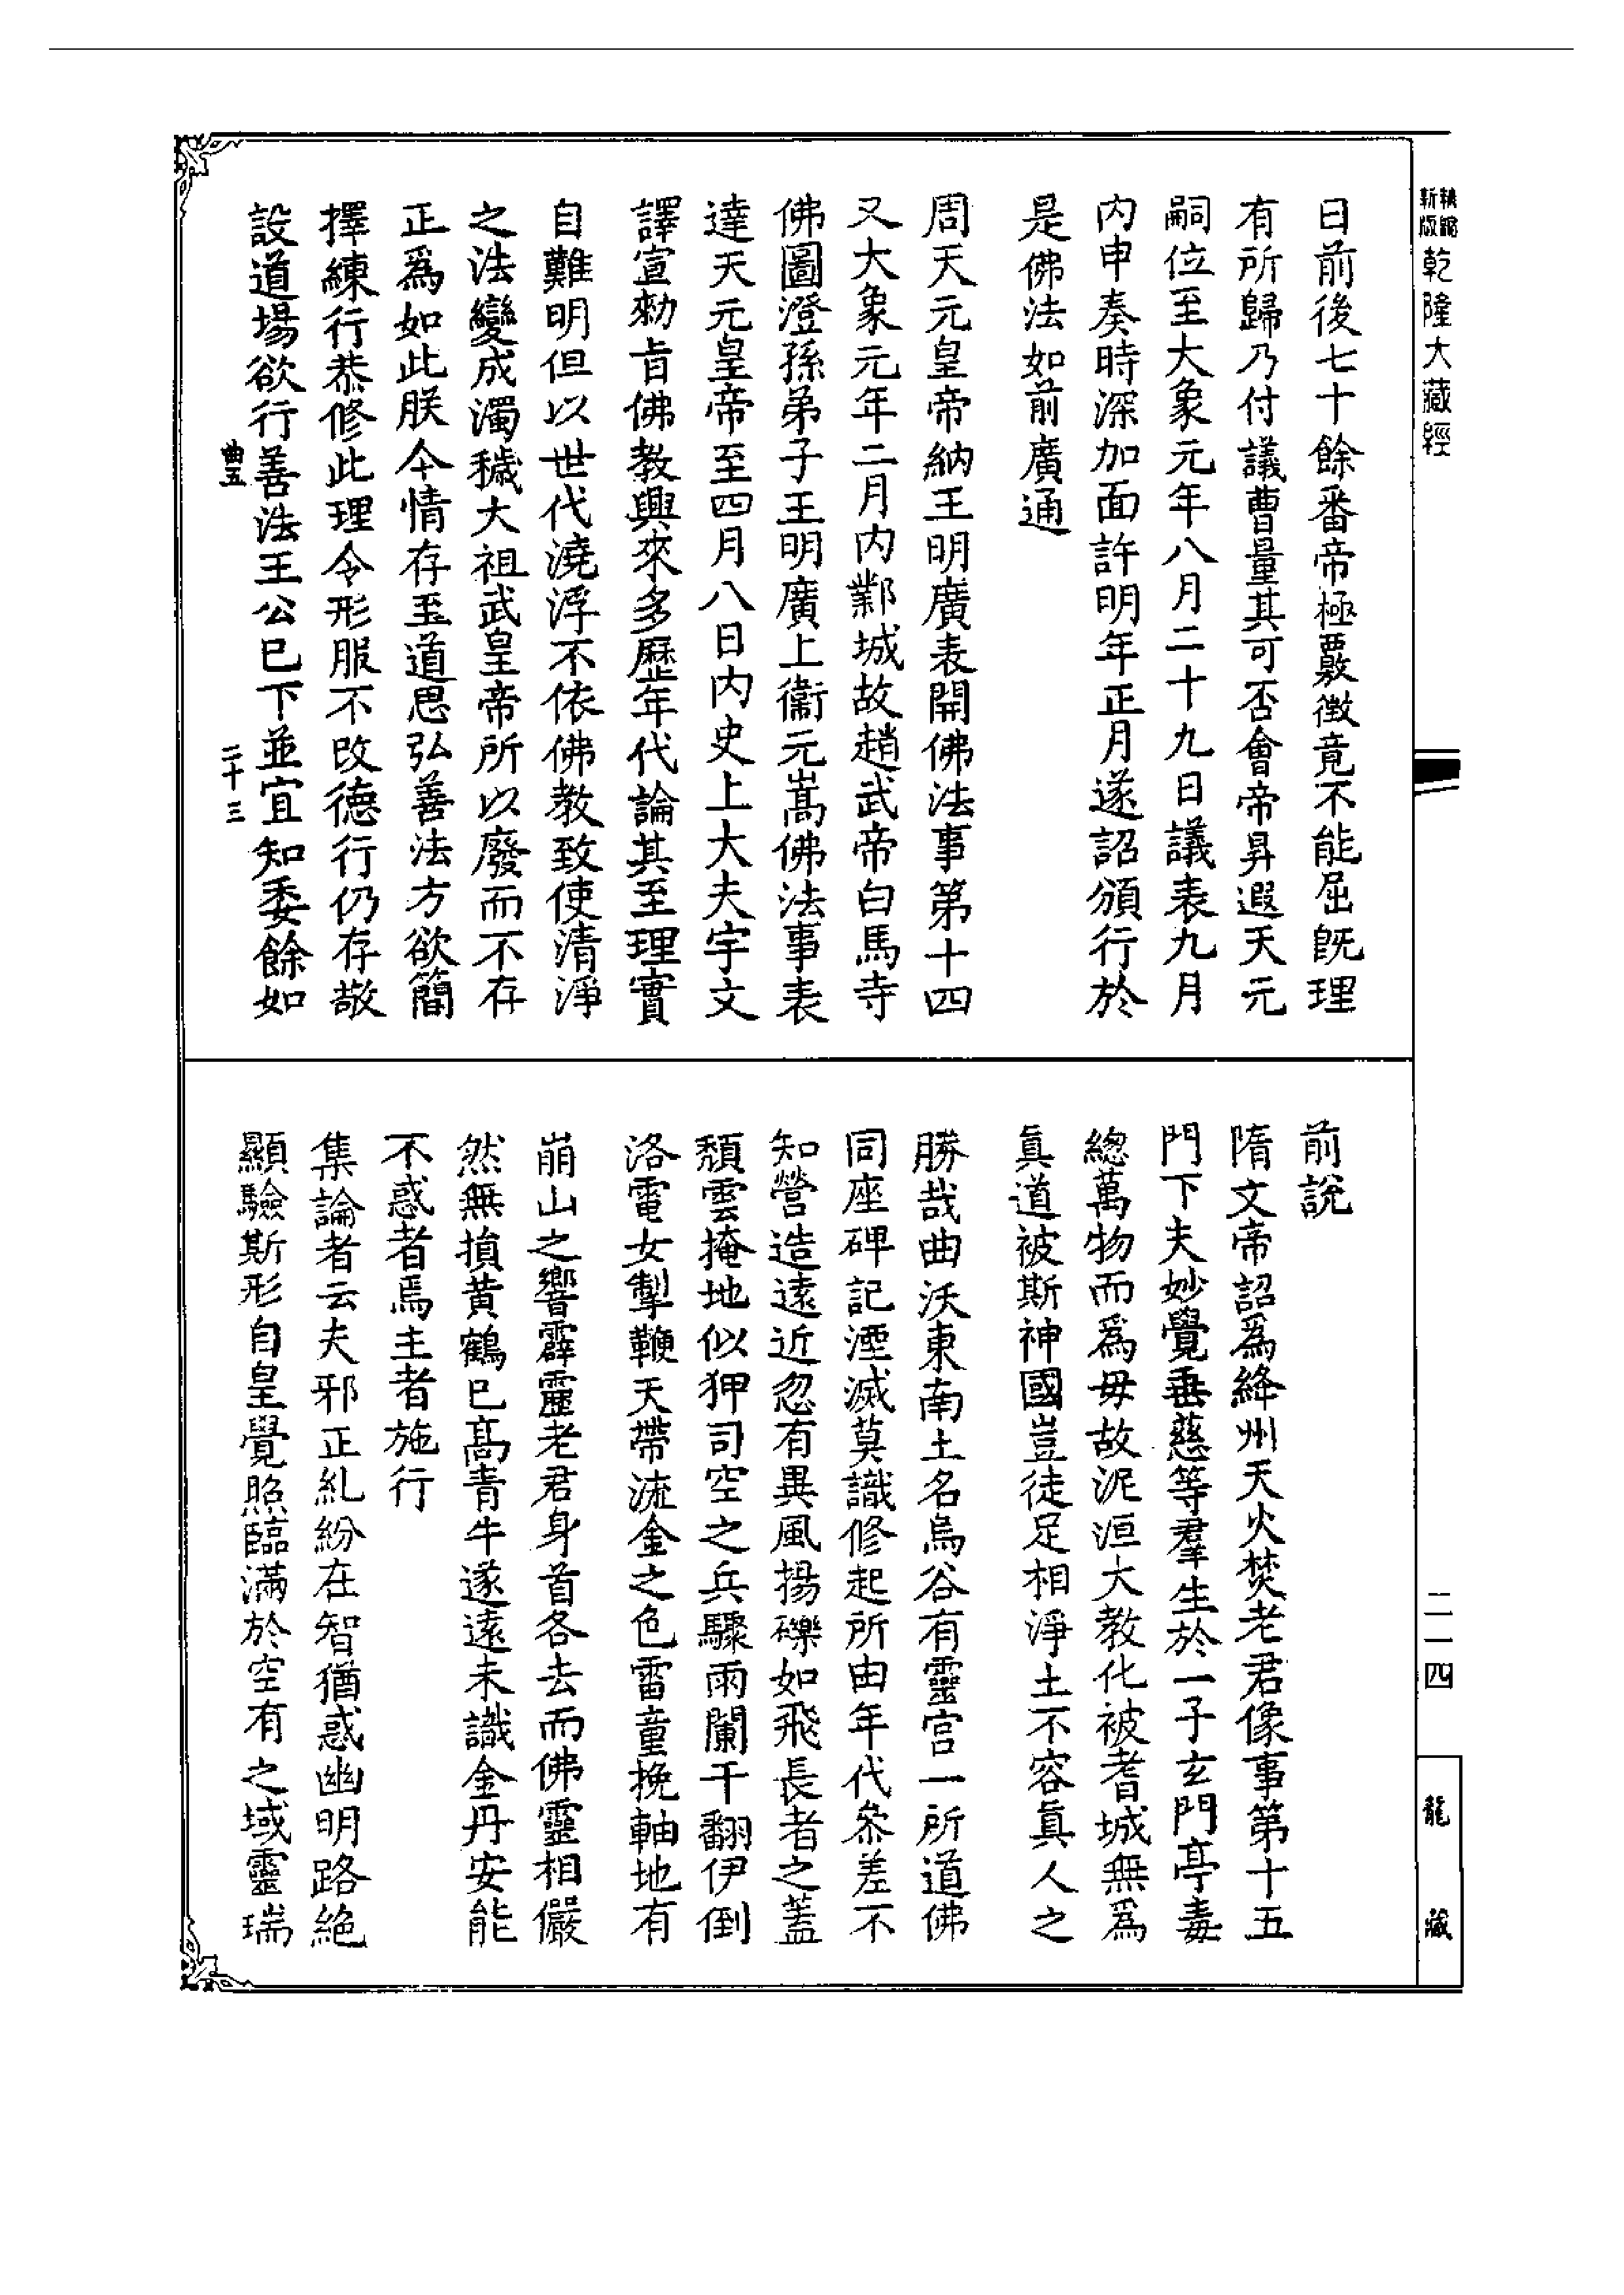 新版
乾隆大藏經
日前後七十餘番帝極覈徵竟不能屈既理
有所歸乃付議曹量其可否會帝昇遐天元
嗣位至大象元年八月二十九日議表九月
内申奏時深加面許明年正月遂詔頒行於
是佛法如前廣通
周天元皇帝納王明廣表開佛法事第十四
又大象元年二月内鄴城故趙武帝白馬寺
佛圖澄孫弟子王明廣上衞元嵩佛法事表
達天元皇帝至四月八日内史上大夫宇文
譯宣勑旨佛教興來多歷年代論其至理實
自難明但以世代澆浮不依佛教致使清淨
之法變成濁穢大祖武皇帝所以廢而不存
正爲如此朕今情存至道思弘善法方欲簡
擇練行恭修此理令形服不改德行仍存敬
設道場欲行善法王公已下並宜知委餘如
曲五
二十三
前説
隋文帝詔爲絳州天火焚老君像事第十五
門下夫妙覺垂慈等羣生於一子玄門亭毒
總萬物而爲毋故泥洹大教化被耆城無爲
眞道被斯神國豈徒足相淨土不容眞人之
勝哉曲沃東南土名烏谷有靈宫一所道佛
同座碑記湮滅莫識修起所由年代叅差不
知營造遠近忽有異風揚礫如飛長者之蓋
頹雲掩地似狎司空之兵驟雨闌干翻伊倒
洛電女掣鞭天帶流金之色雷童挽軸地有
崩山之響霹靂老君身首各去而佛靈相儼
然無損黄鶴已高青牛遂遠未識金丹安能
不惑者焉主者施行
集論者云夫邪正糺紛在智猶惑幽明路絶
顯驗斯形自皇覺照臨滿於空有之域靈瑞
二一四
龍藏